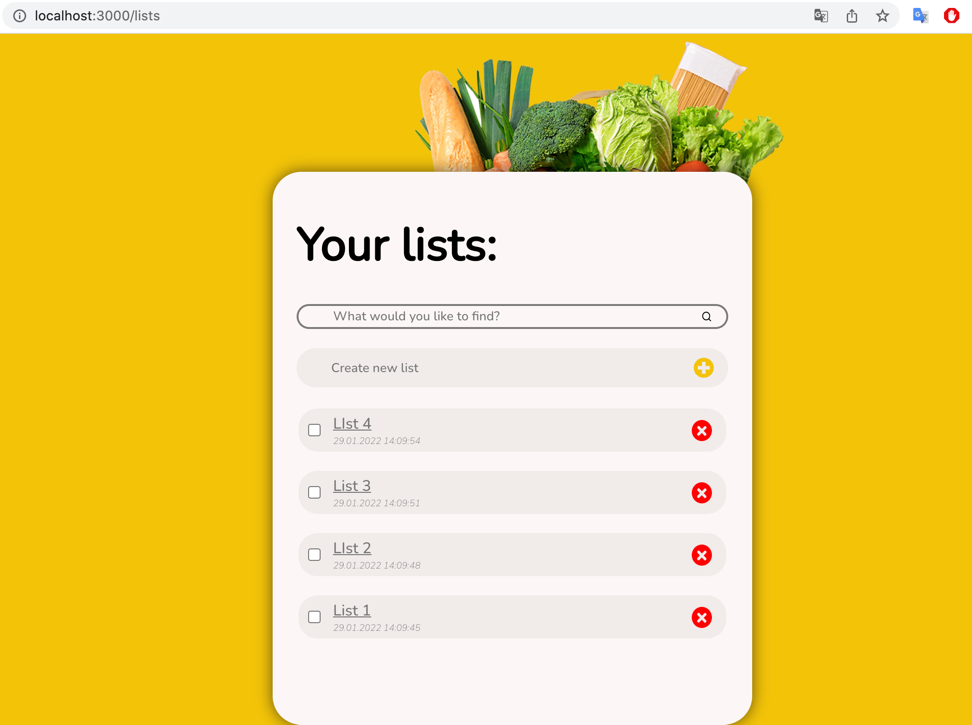 localhost:3000/lists
Your lists:
What would you like to find?
Create new list
LIst 4
29.01.2022 14:09:54
List 3
29.01.2022 14:09:51
LIst 2
29.01.2022 14:09:48
List 1
29.01.2022 14:09:45